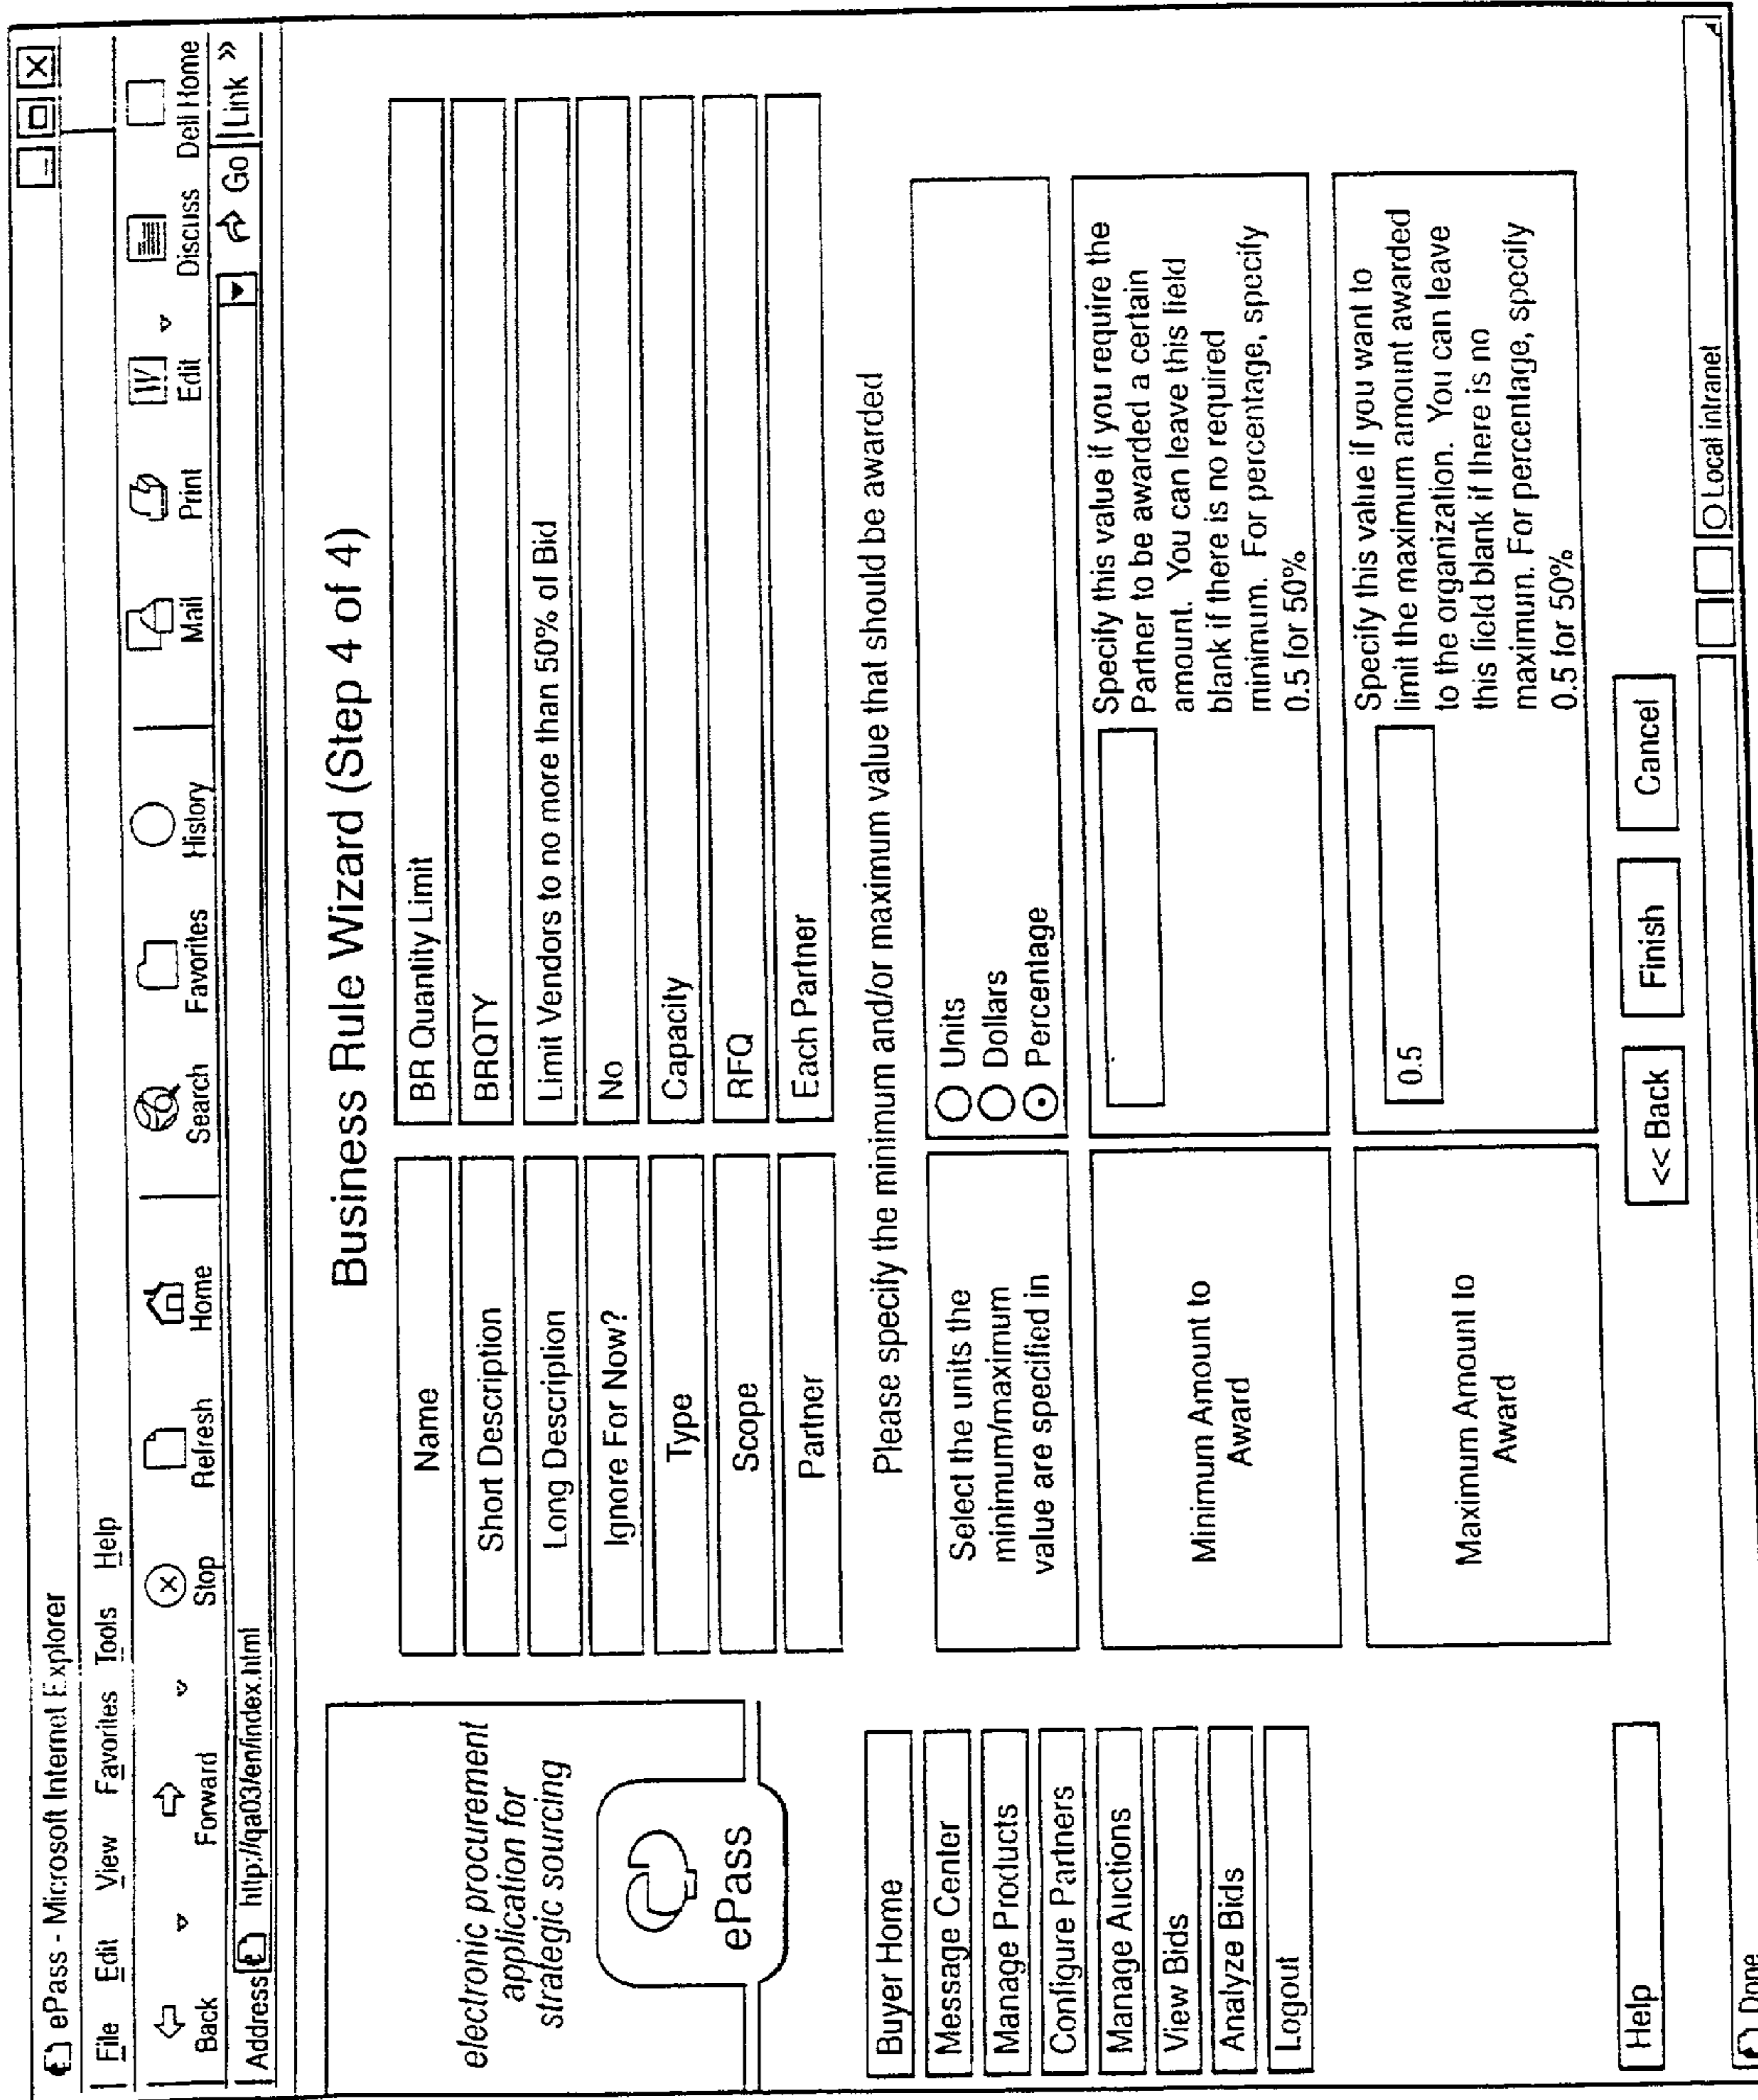 ePass - Microsoft Internet Explorer
File Edit View Favorites Tools Help
Back Forward Stop Refresh Home Search Favorites History Mail Print Edit Discuss Dell Home
Address http://qa03/en/index.html Go Link »
electronic procurement
application for
strategic sourcing
ePass
Buyer Home
Message Center
Manage Products
Configure Partners
Manage Auctions
View Bids
Analyze Bids
Logout
Help
Business Rule Wizard (Step 4 of 4)
Name BR Quantity Limit
Short Description BRQTY
Long Description Limit Vendors to no more than 50% of Bid
Ignore For Now? No
Type Capacity
Scope RFQ
Partner Each Partner
Please specify the minimum and/or maximum value that should be awarded
Select the units the
minimum/maximum
value are specified in
Units
Dollars
Percentage
Minimum Amount to
Award
Specify this value if you require the
Partner to be awarded a certain
amount. You can leave this field
blank if there is no required
minimum. For percentage, specify
0.5 for 50%
Maximum Amount to
Award
0.5
Specify this value if you want to
limit the maximum amount awarded
to the organization. You can leave
this field blank if there is no
maximum. For percentage, specify
0.5 for 50%
<< Back Finish Cancel
Done Local intranet